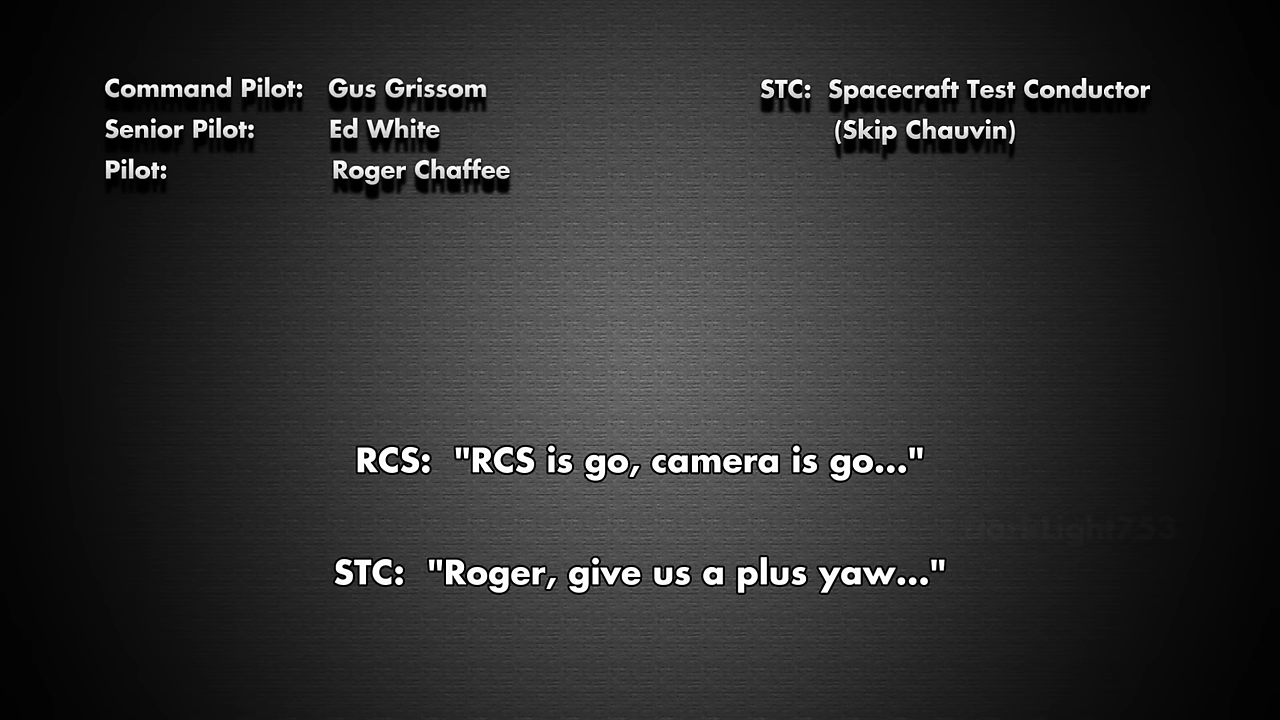 Command Pilot: Gus Grissom
Senior Pilot: Ed White
Pilot: Roger Chaffee
STC: Spacecraft Test Conductor
(Skip Chauvin)
RCS: "RCS is go, camera is go..."
STC: "Roger, give us a plus yaw..."